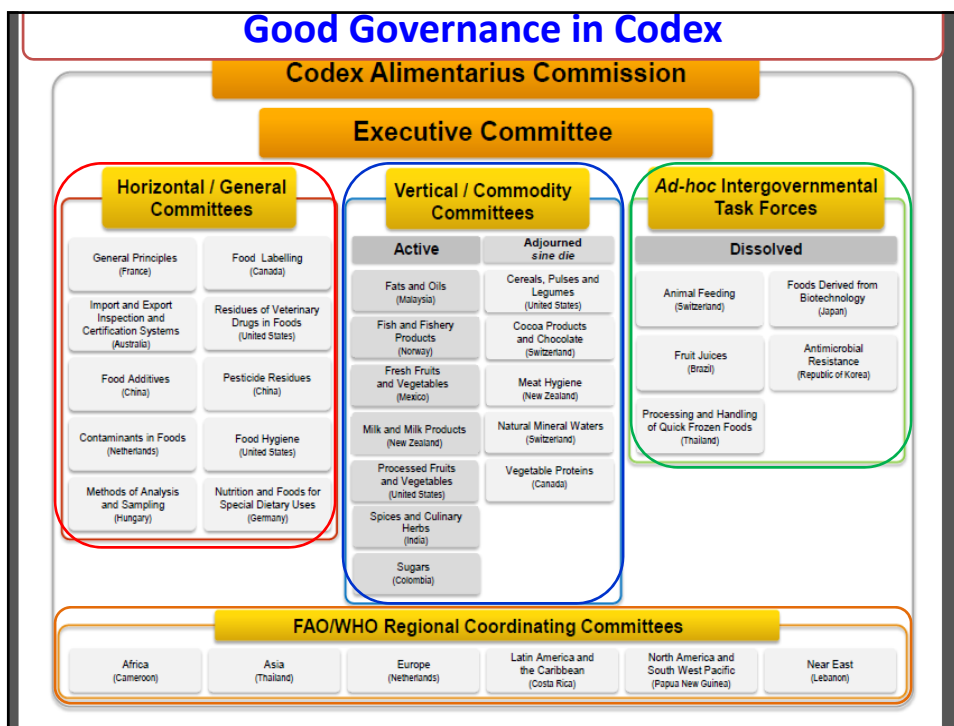 Good Governance in Codex
Codex Alimentarius Commission
Executive Committee
Horizontal / General
Committees
General Principles
(France)
Food Labelling
(Canada)
Import and Export
Inspection and
Certification Systems
(Australia)
Residues of Veterinary
Drugs in Foods
(United States)
Food Additives
(China)
Pesticide Residues
(China)
Contaminants in Foods
(Netherlands)
Food Hygiene
(United States)
Methods of Analysis
and Sampling
(Hungary)
Nutrition and Foods for
Special Dietary Uses
(Germany)
Vertical / Commodity
Committees
Active
Fats and Oils
(Malaysia)
Fish and Fishery
Products
(Norway)
Fresh Fruits
and Vegetables
(Mexico)
Milk and Milk Products
(New Zealand)
Processed Fruits
and Vegetables
(United States)
Spices and Culinary
Herbs
(India)
Sugars
(Colombia)
Adjourned
sine die
Cereals, Pulses and
Legumes
(United States)
Cocoa Products
and Chocolate
(Switzerland)
Meat Hygiene
(New Zealand)
Natural Mineral Waters
(Switzerland)
Vegetable Proteins
(Canada)
Ad-hoc Intergovernmental
Task Forces
Dissolved
Animal Feeding
(Switzerland)
Foods Derived from
Biotechnology
(Japan)
Fruit Juices
(Brazil)
Antimicrobial
Resistance
(Republic of Korea)
Processing and Handling
of Quick Frozen Foods
(Thailand)
FAO/WHO Regional Coordinating Committees
Africa
(Cameroon)
Asia
(Thailand)
Europe
(Netherlands)
Latin America and
the Caribbean
(Costa Rica)
North America and
South West Pacific
(Papua New Guinea)
Near East
(Lebanon)